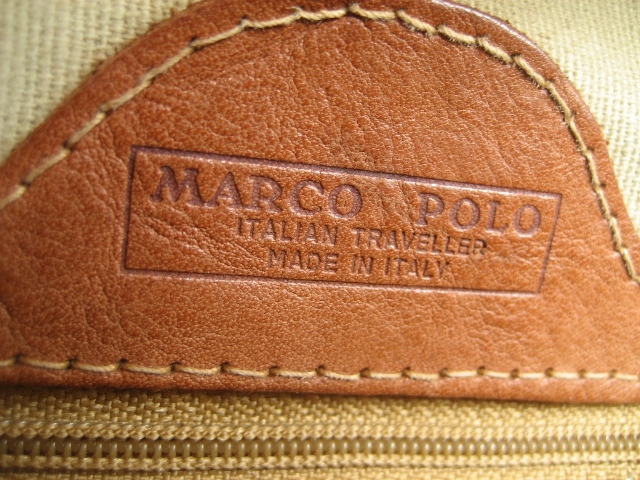 MARCO POLO
ITALIAN TRAVELLER
MADE IN ITALY